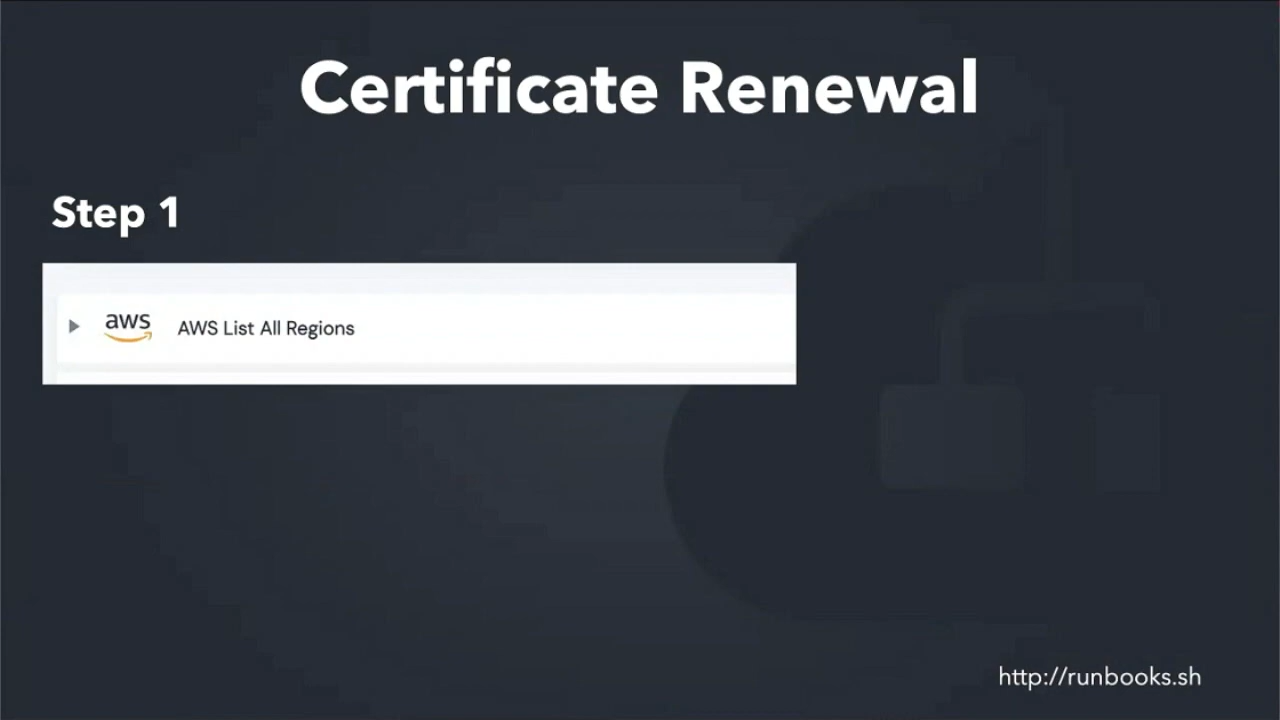 Certificate Renewal
Step 1
aws
AWS List All Regions
http://runbooks.sh